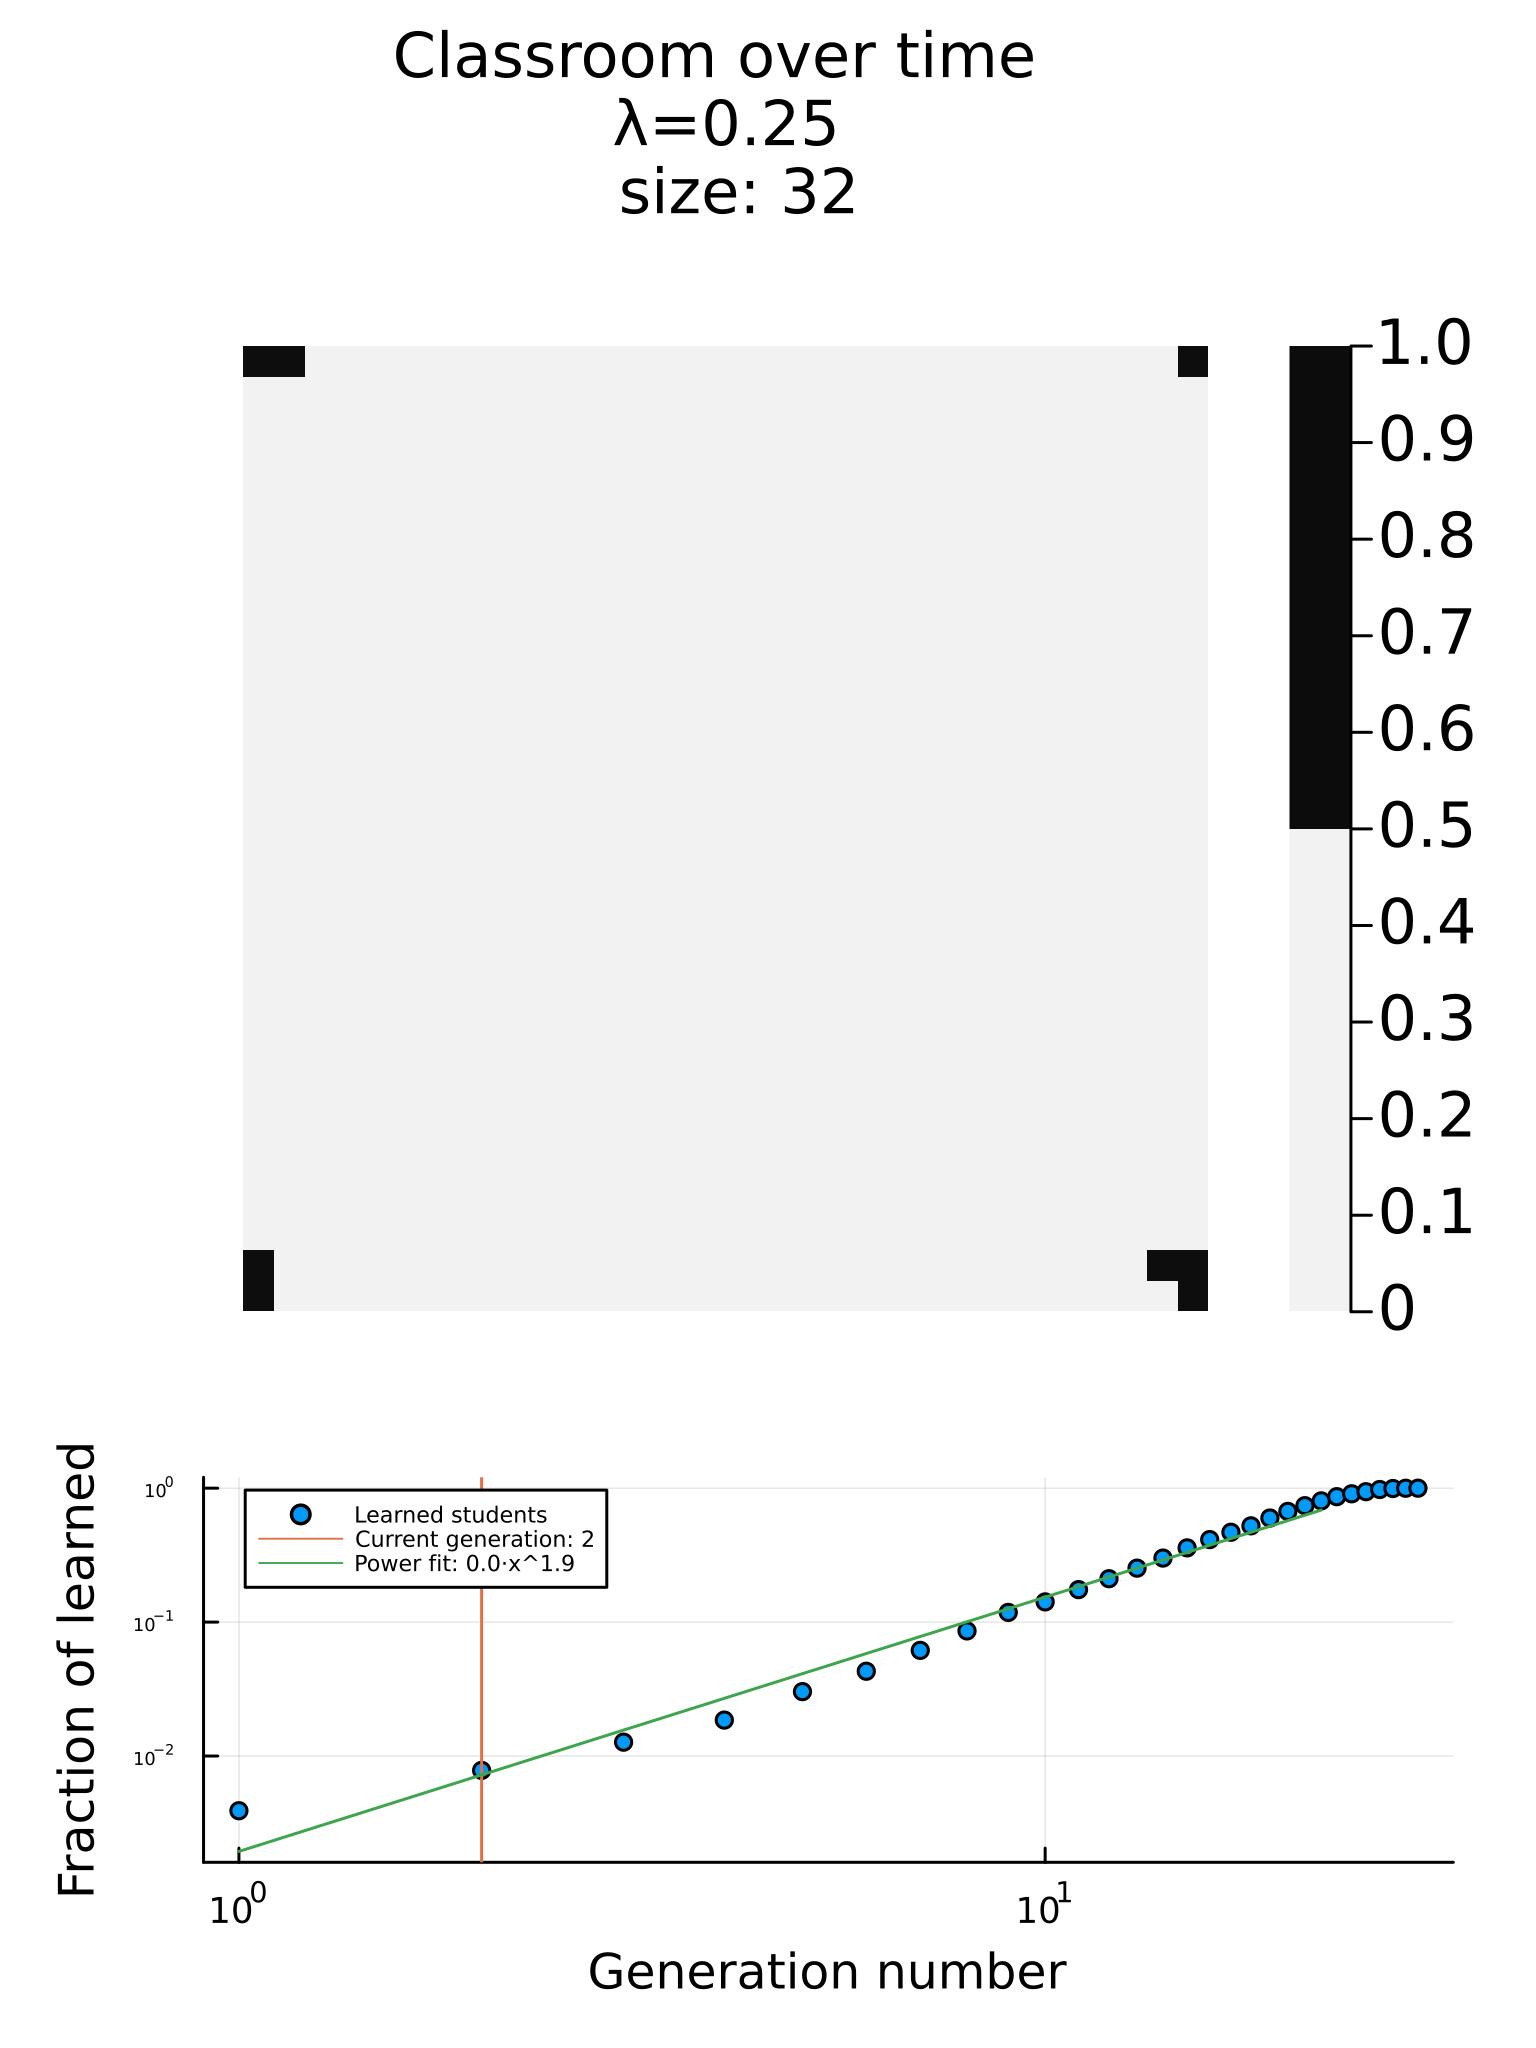 Classroom over time
λ=0.25
size: 32
1.0
0.9
0.8
0.7
0.6
0.5
0.4
0.3
0.2
0.1
0
Fraction of learned
10^0
10^-1
10^-2
Learned students
Current generation: 2
Power fit: 0.0·x^1.9
10^0
10^1
Generation number